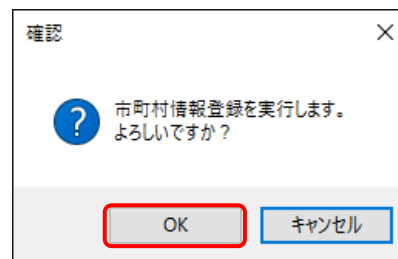 確認
市町村情報登録を実行します。
よろしいですか？
OK
キャンセル